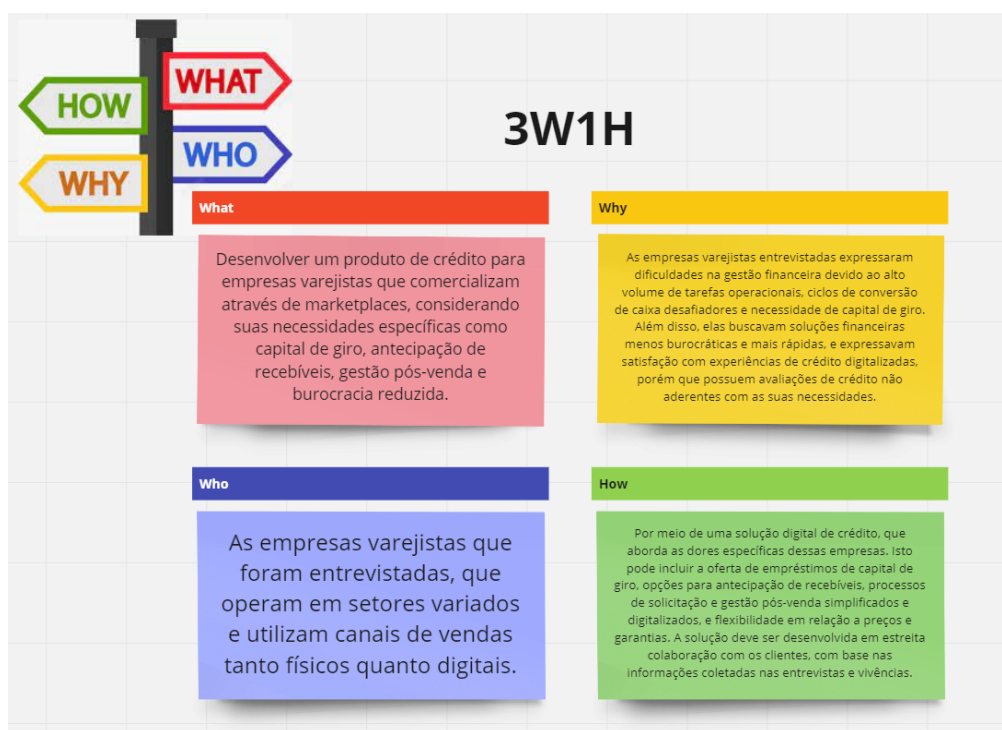 WHAT
HOW
WHO
WHY
3W1H
What
Desenvolver um produto de crédito para
empresas varejistas que comercializam
através de marketplaces, considerando
suas necessidades específicas como
capital de giro, antecipação de
recebíveis, gestão pós-venda e
burocracia reduzida.
Why
As empresas varejistas entrevistadas expressaram
dificuldades na gestão financeira devido ao alto
volume de tarefas operacionais, ciclos de conversão
de caixa desafiadores e necessidade de capital de giro.
Além disso, elas buscavam soluções financeiras
menos burocráticas e mais rápidas, e expressavam
satisfação com experiências de crédito digitalizadas,
porém que possuem avaliações de crédito não
aderentes com as suas necessidades.
Who
As empresas varejistas que
foram entrevistadas, que
operam em setores variados
e utilizam canais de vendas
tanto físicos quanto digitais.
How
Por meio de uma solução digital de crédito, que
aborda as dores específicas dessas empresas. Isto
pode incluir a oferta de empréstimos de capital de
giro, opções para antecipação de recebíveis, processos
de solicitação e gestão pós-venda simplificados e
digitalizados, e flexibilidade em relação a preços e
garantias. A solução deve ser desenvolvida em estreita
colaboração com os clientes, com base nas
informações coletadas nas entrevistas e vivências.